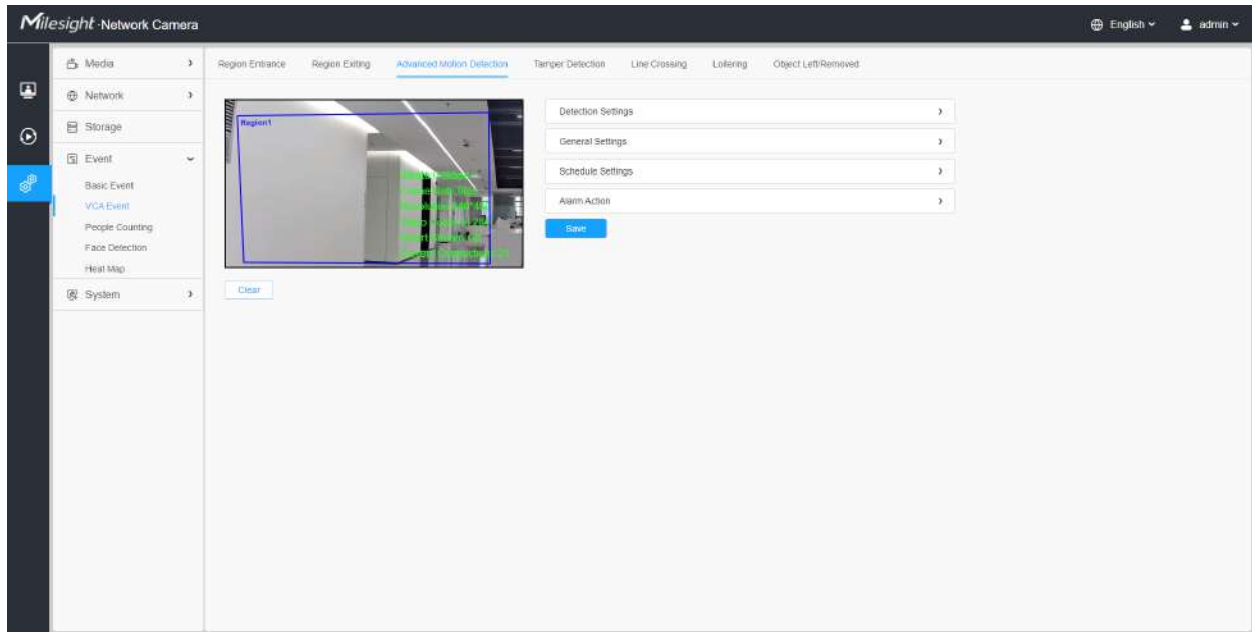 Milesight -Network Camera
English
admin
Media
Network
Storage
Event
Basic Event
VCA Event
People Counting
Face Detection
Heat Map
System
Region Entrance Region Exiting Advanced Motion Detection Tamper Detection Line Crossing Loitering Object Left/Removed
Region1
Detection Settings
General Settings
Schedule Settings
Alarm Action
Save
Clear